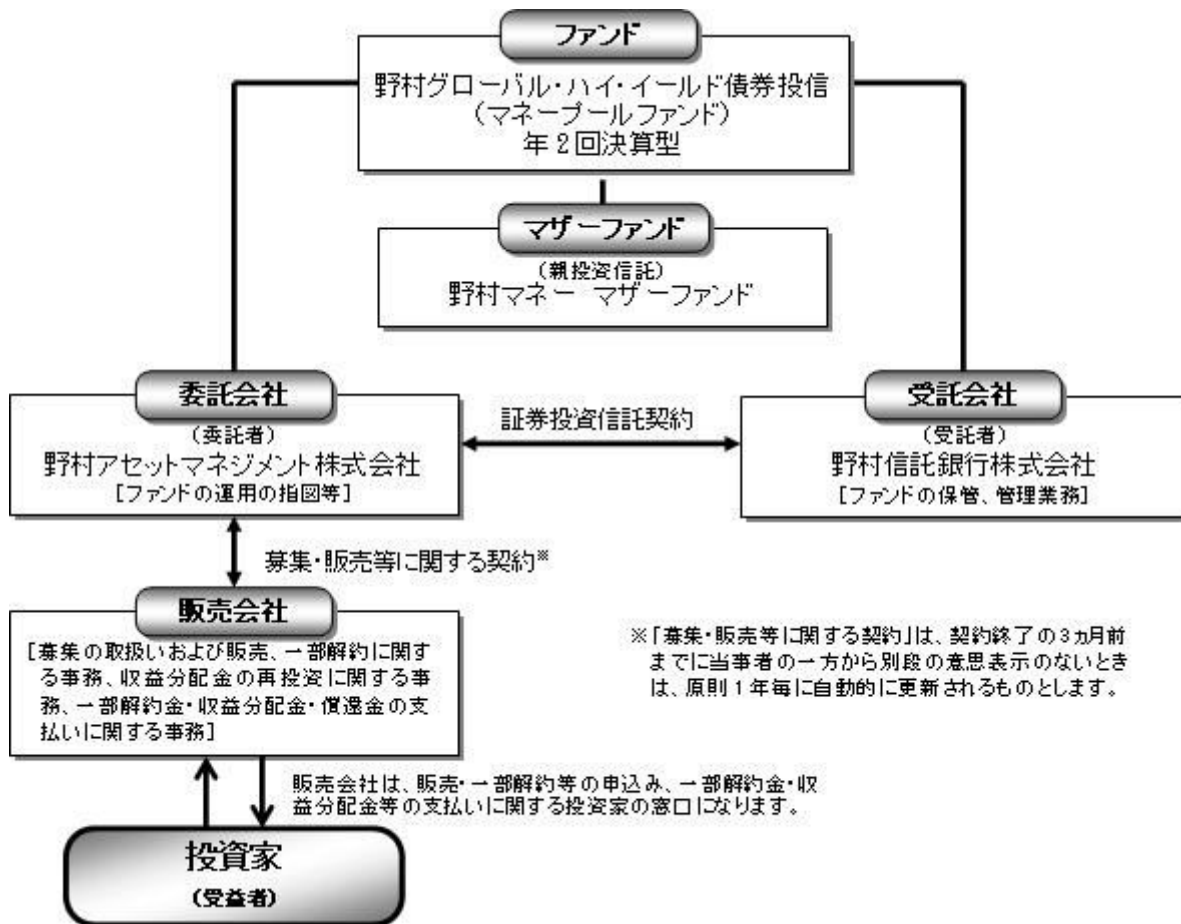 ファンド
野村グローバル・ハイ・イールド債券投信
(マネープールファンド)
年2回決算型
マザーファンド
(親投資信託)
野村マネー マザーファンド
委託会社
(委託者)
野村アセットマネジメント株式会社
[ファンドの運用の指図等]
証券投資信託契約
受託会社
(受託者)
野村信託銀行株式会社
[ファンドの保管、管理業務]
募集・販売等に関する契約※
販売会社
[募集の取扱いおよび販売、一部解約に関す
る事務、収益分配金の再投資に関する事
務、一部解約金・収益分配金・償還金の支
払いに関する事務]
※「募集・販売等に関する契約」は、契約終了の3ヵ月前
までに当事者の一方から別段の意思表示のないとき
は、原則1年毎に自動的に更新されるものとします。
販売会社は、販売・一部解約等の申込み、一部解約金・収
益分配金等の支払いに関する投資家の窓口になります。
投資家
(受益者)